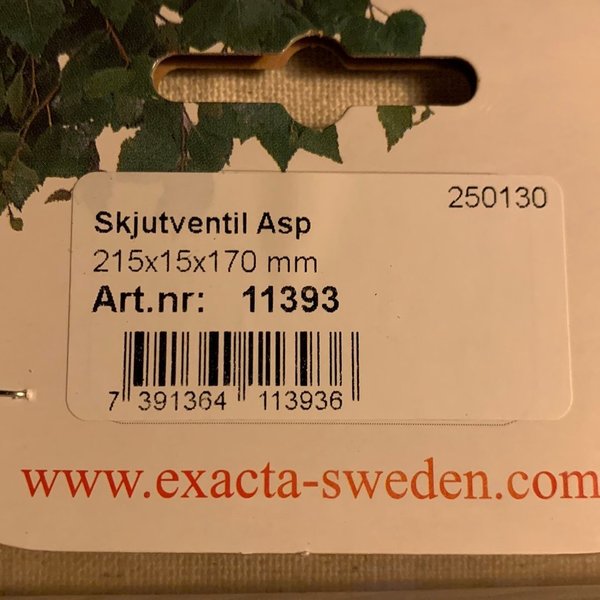 250130
Skjutventil Asp
215x15x170 mm
Art.nr: 11393
7 391364 113936
www.exacta-sweden.com